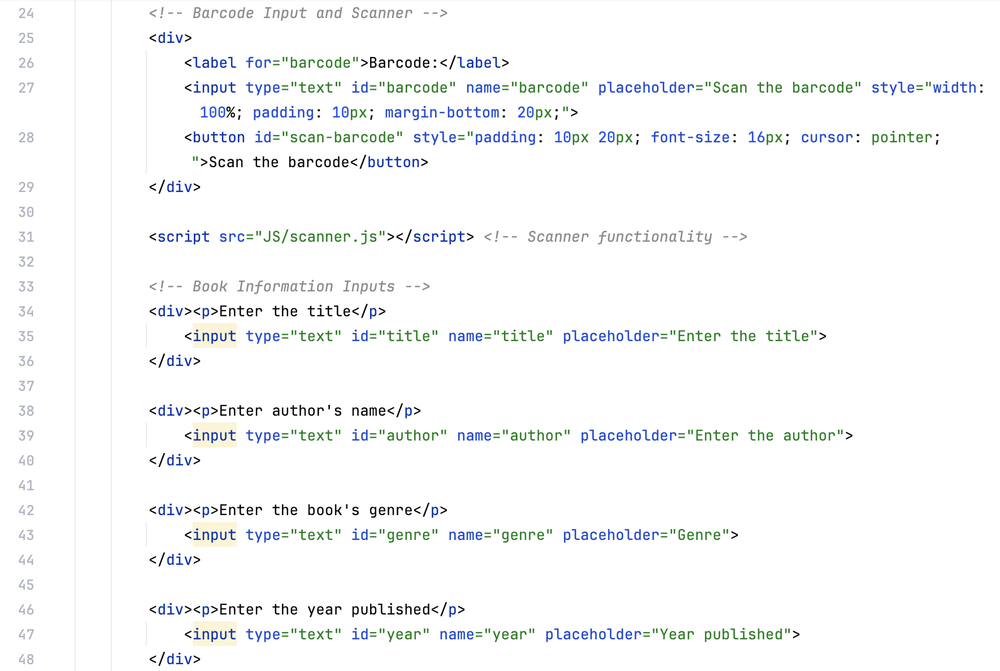 24 <!-- Barcode Input and Scanner -->
25 <div>
26 <label for="barcode">Barcode:</label>
27 <input type="text" id="barcode" name="barcode" placeholder="Scan the barcode" style="width:
100%; padding: 10px; margin-bottom: 20px;">
28 <button id="scan-barcode" style="padding: 10px 20px; font-size: 16px; cursor: pointer;
">Scan the barcode</button>
29 </div>
30
31 <script src="JS/scanner.js"></script> <!-- Scanner functionality -->
32
33 <!-- Book Information Inputs -->
34 <div><p>Enter the title</p>
35 <input type="text" id="title" name="title" placeholder="Enter the title">
36 </div>
37
38 <div><p>Enter author's name</p>
39 <input type="text" id="author" name="author" placeholder="Enter the author">
40 </div>
41
42 <div><p>Enter the book's genre</p>
43 <input type="text" id="genre" name="genre" placeholder="Genre">
44 </div>
45
46 <div><p>Enter the year published</p>
47 <input type="text" id="year" name="year" placeholder="Year published">
48 </div>